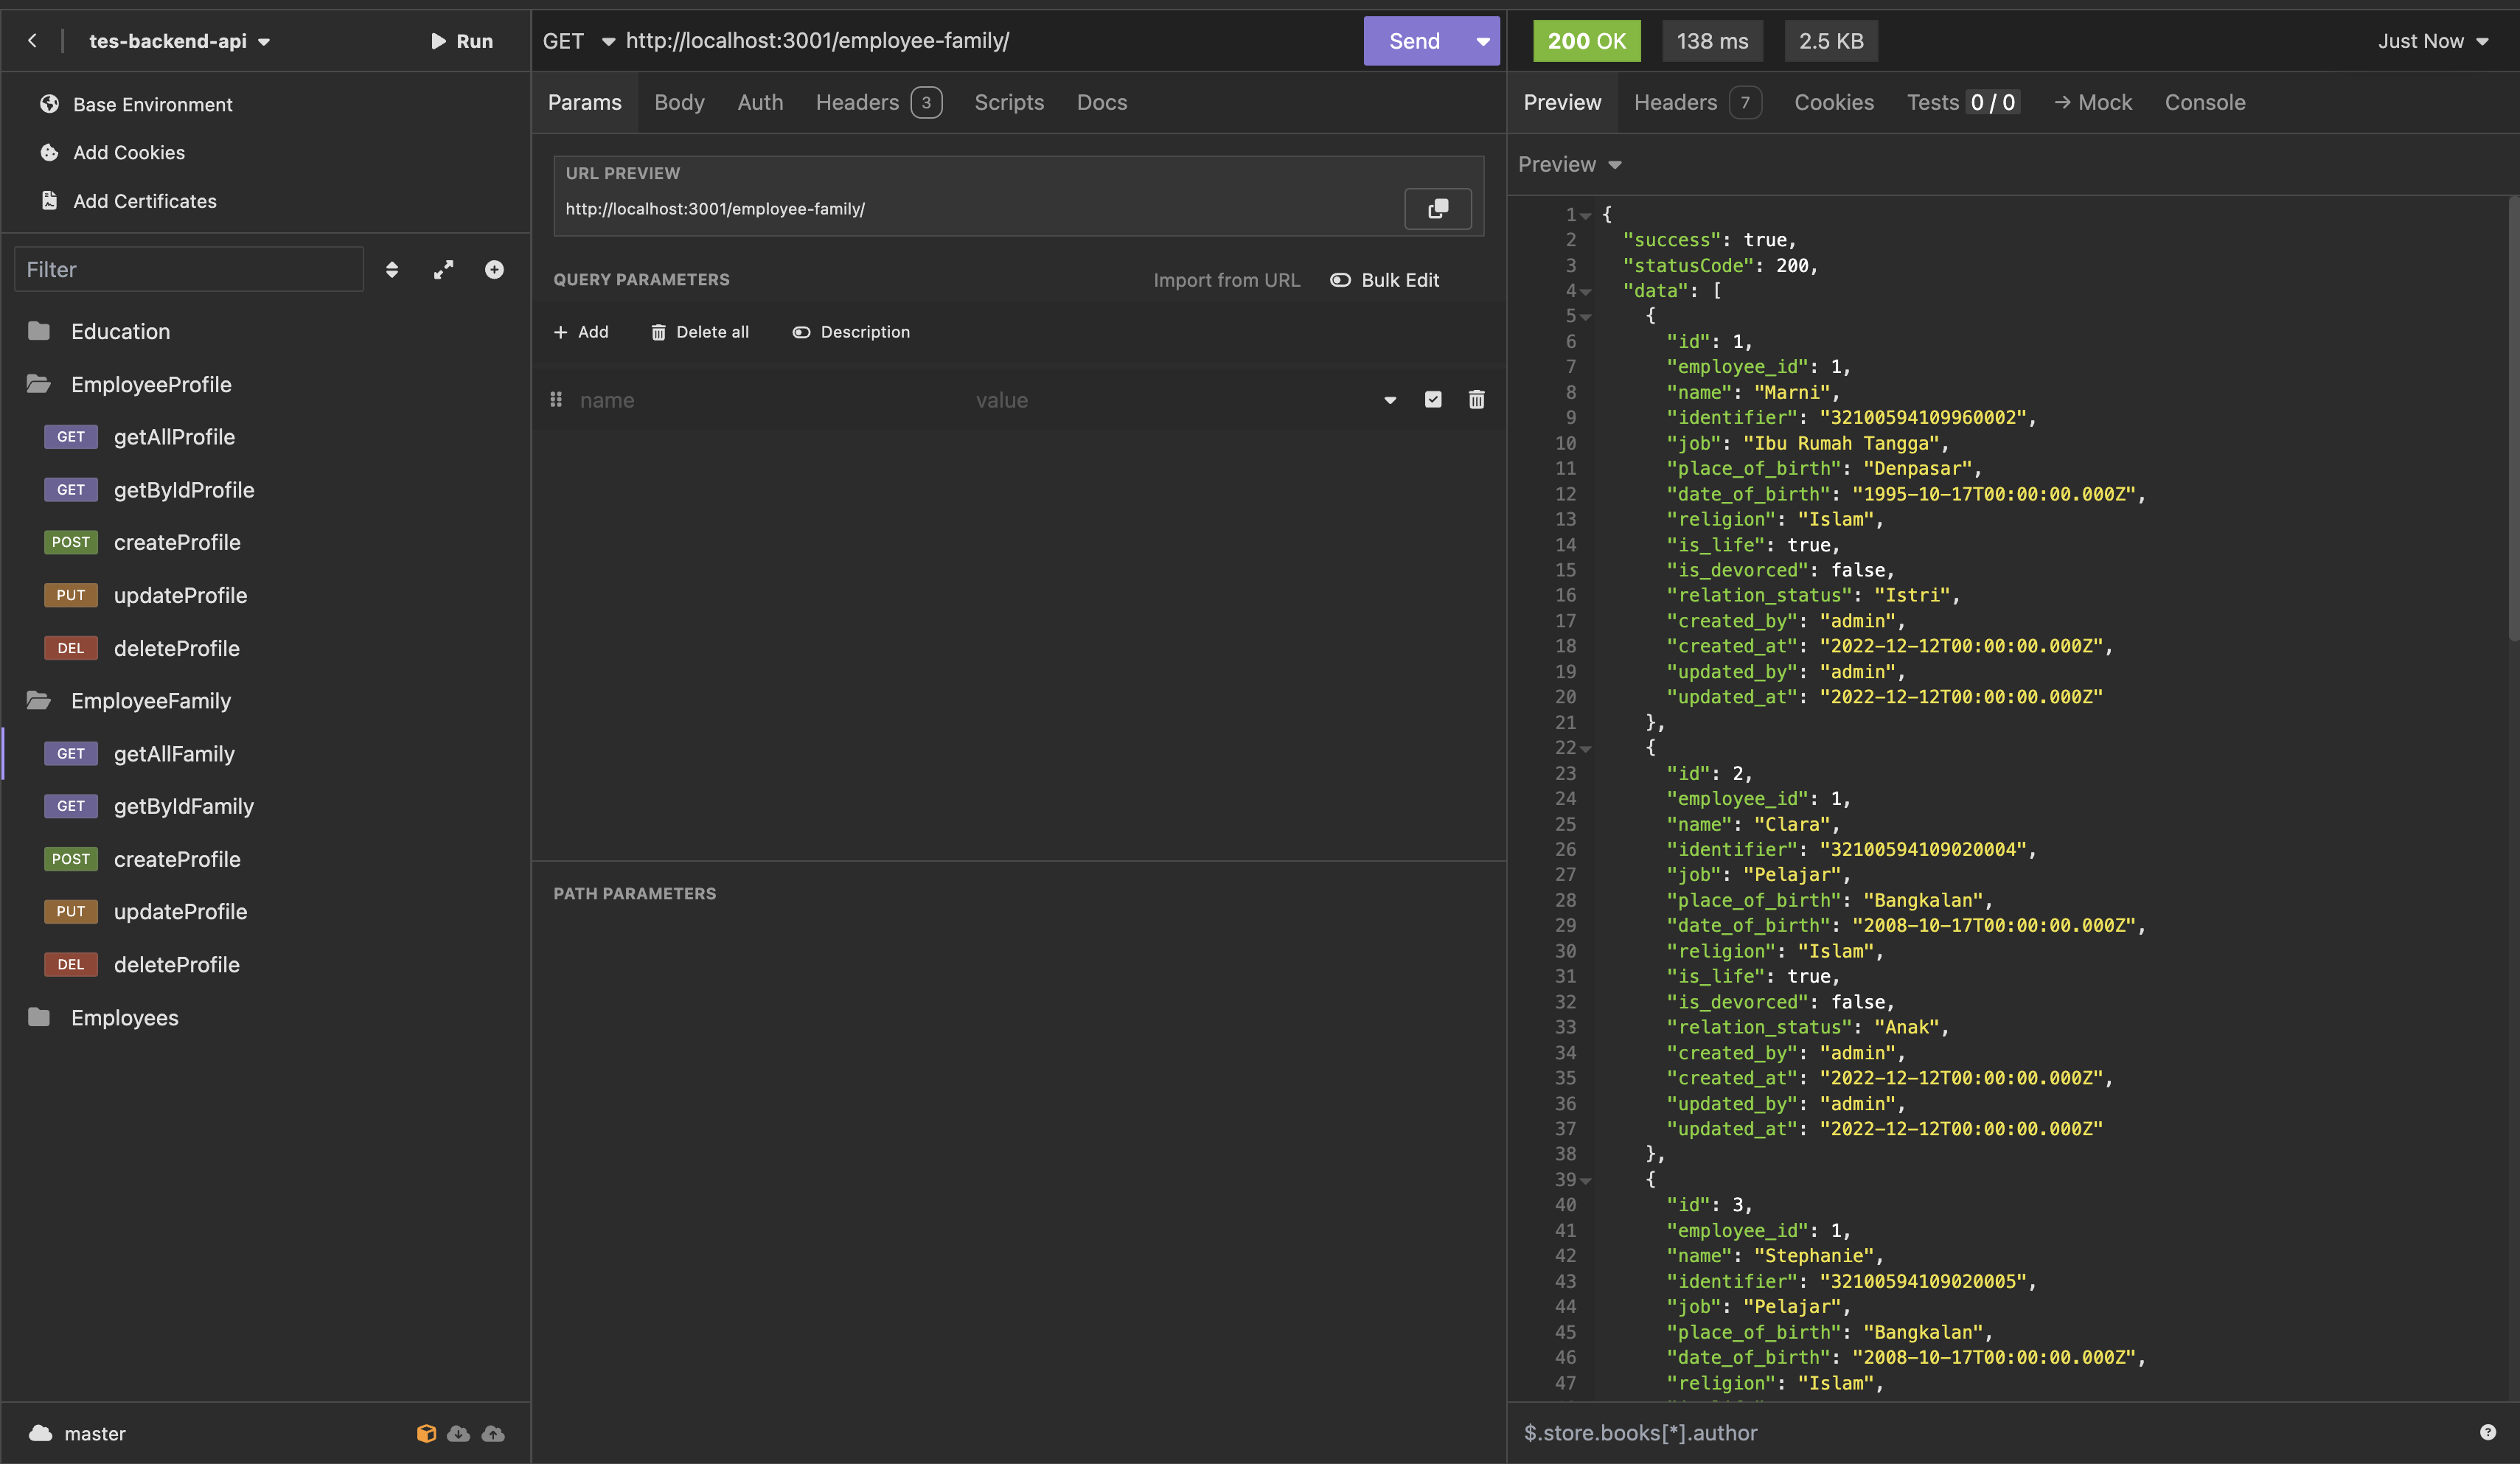 tes-backend-api
Run
Base Environment
Add Cookies
Add Certificates
Filter
Education
EmployeeProfile
GET getAllProfile
GET getByIdProfile
POST createProfile
PUT updateProfile
DEL deleteProfile
EmployeeFamily
GET getAllFamily
GET getByIdFamily
POST createProfile
PUT updateProfile
DEL deleteProfile
Employees
master
GET http://localhost:3001/employee-family/ Send
Params Body Auth Headers 3 Scripts Docs
URL PREVIEW
http://localhost:3001/employee-family/
QUERY PARAMETERS Import from URL Bulk Edit
+ Add Delete all Description
name value
PATH PARAMETERS
200 OK 138 ms 2.5 KB Just Now
Preview Headers 7 Cookies Tests 0 / 0 → Mock Console
Preview
1 {
2 "success": true,
3 "statusCode": 200,
4 "data": [
5 {
6 "id": 1,
7 "employee_id": 1,
8 "name": "Marni",
9 "identifier": "32100594109960002",
10 "job": "Ibu Rumah Tangga",
11 "place_of_birth": "Denpasar",
12 "date_of_birth": "1995-10-17T00:00:00.000Z",
13 "religion": "Islam",
14 "is_life": true,
15 "is_devorced": false,
16 "relation_status": "Istri",
17 "created_by": "admin",
18 "created_at": "2022-12-12T00:00:00.000Z",
19 "updated_by": "admin",
20 "updated_at": "2022-12-12T00:00:00.000Z"
21 },
22 {
23 "id": 2,
24 "employee_id": 1,
25 "name": "Clara",
26 "identifier": "32100594109020004",
27 "job": "Pelajar",
28 "place_of_birth": "Bangkalan",
29 "date_of_birth": "2008-10-17T00:00:00.000Z",
30 "religion": "Islam",
31 "is_life": true,
32 "is_devorced": false,
33 "relation_status": "Anak",
34 "created_by": "admin",
35 "created_at": "2022-12-12T00:00:00.000Z",
36 "updated_by": "admin",
37 "updated_at": "2022-12-12T00:00:00.000Z"
38 },
39 {
40 "id": 3,
41 "employee_id": 1,
42 "name": "Stephanie",
43 "identifier": "32100594109020005",
44 "job": "Pelajar",
45 "place_of_birth": "Bangkalan",
46 "date_of_birth": "2008-10-17T00:00:00.000Z",
47 "religion": "Islam",
$.store.books[*].author